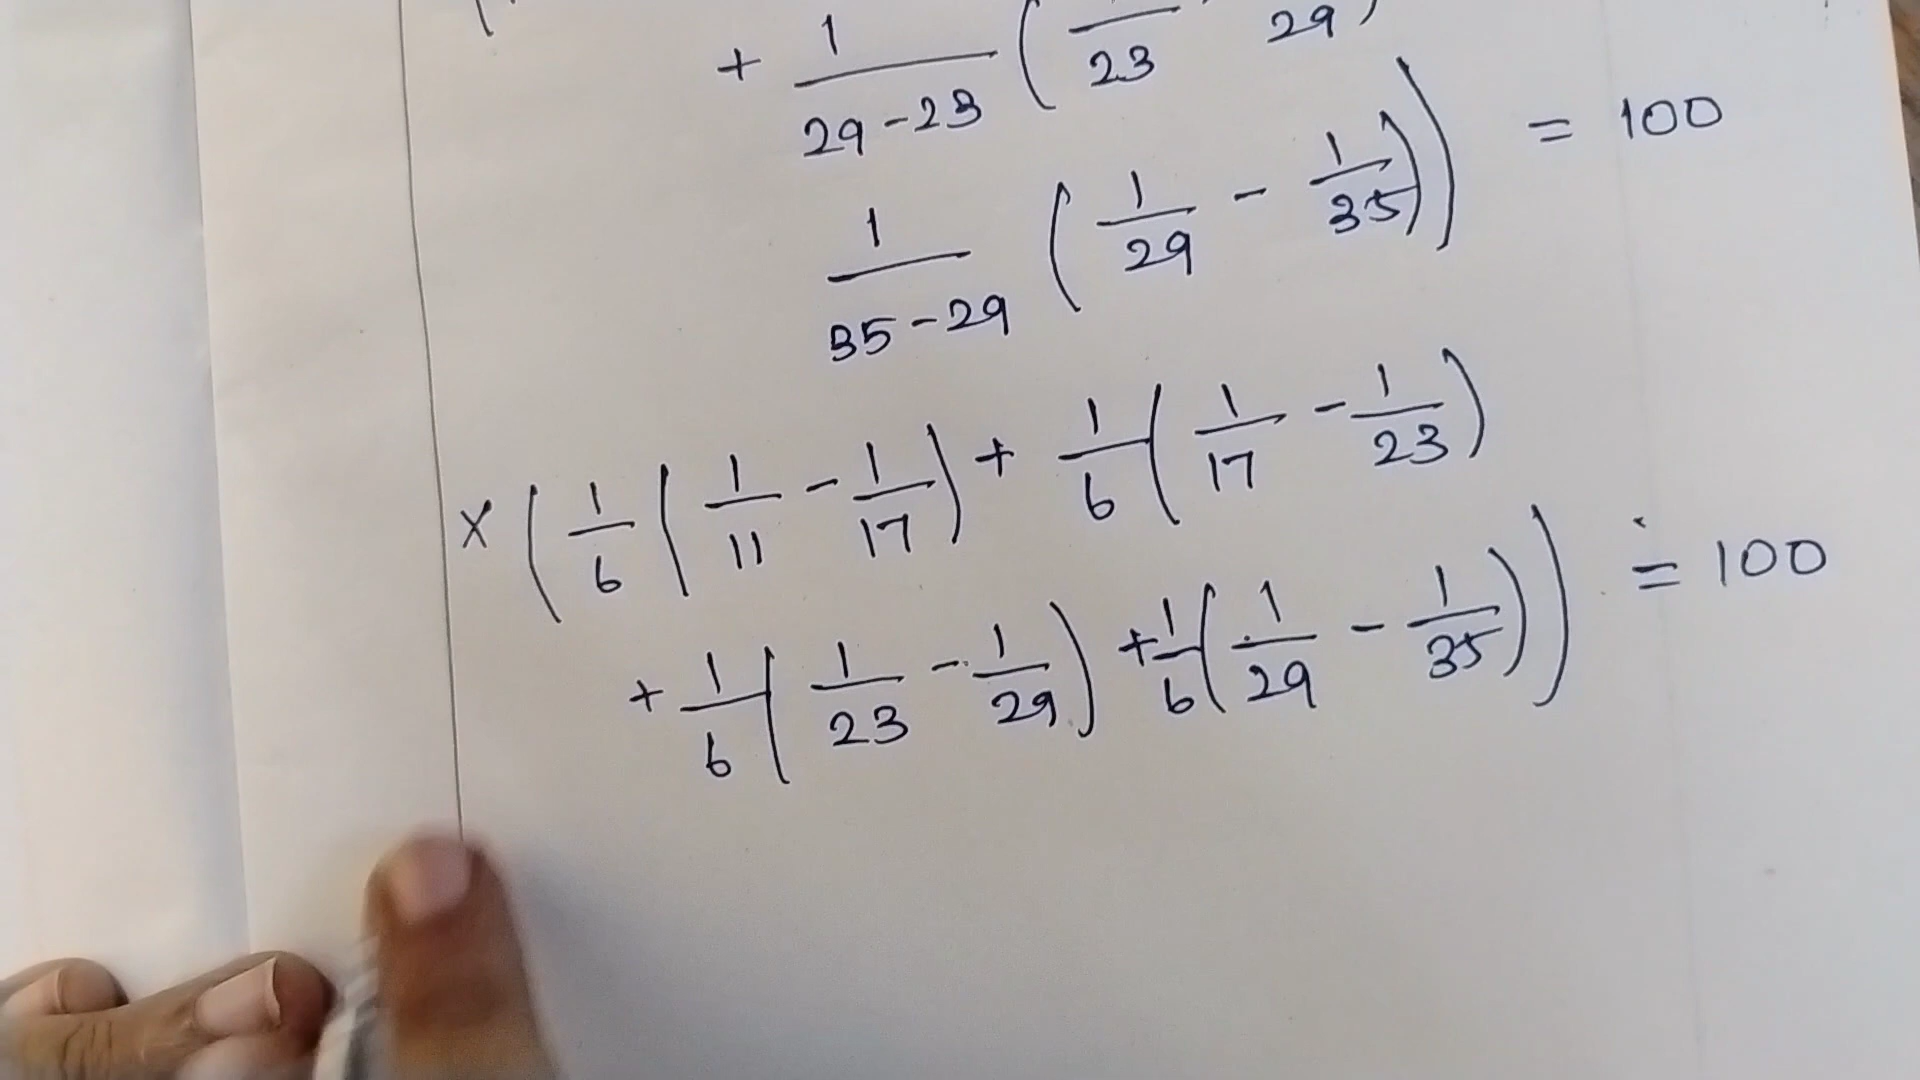 + 1/(29-23) ( /23 29)
1/(35-29) (1/29 - 1/35)) = 100
x (1/6 (1/11 - 1/17) + 1/6 (1/17 - 1/23)
+ 1/6 (1/23 - 1/29) + 1/6 (1/29 - 1/35)) = 100